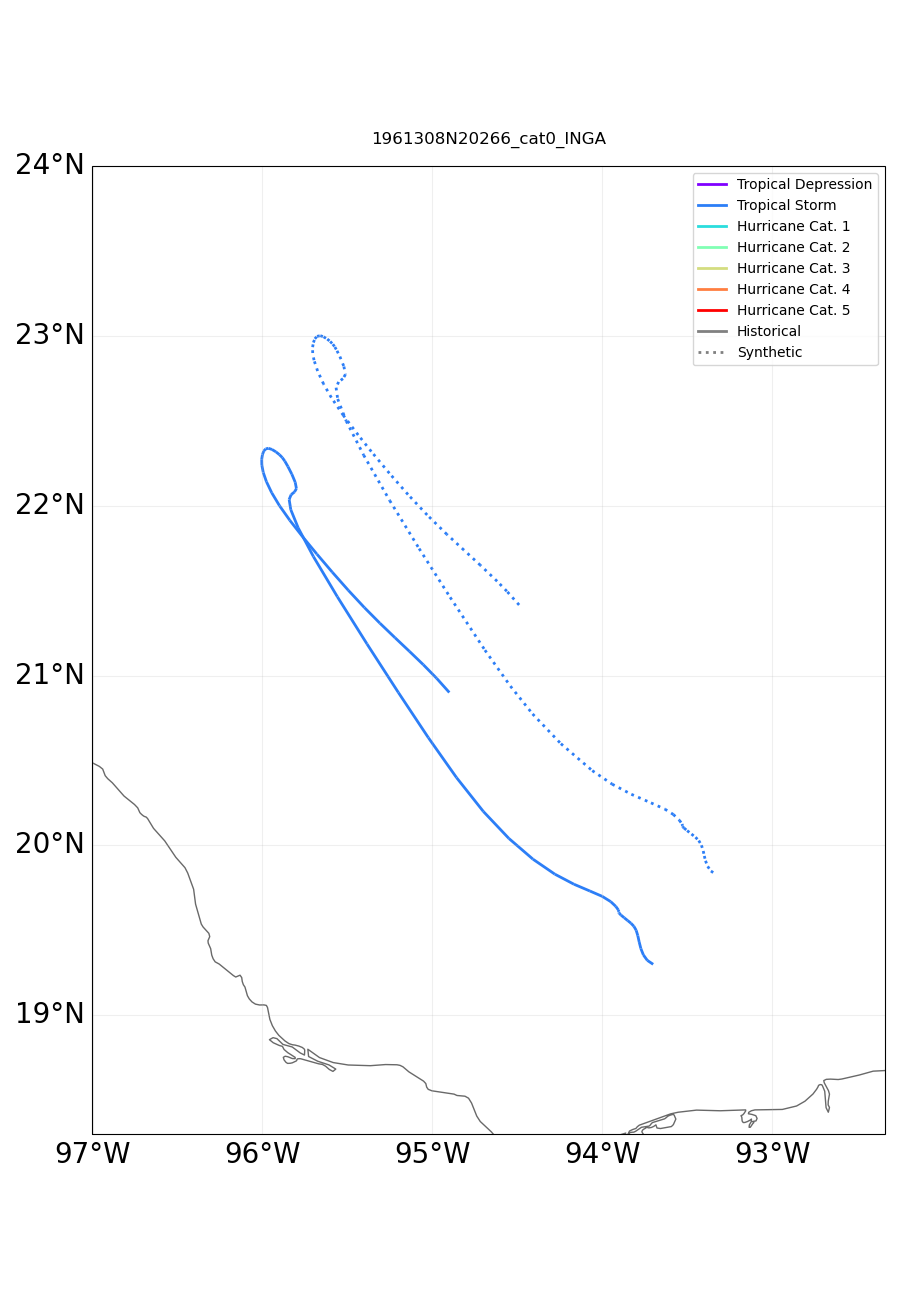 1961308N20266_cat0_INGA
24°N
23°N
22°N
21°N
20°N
19°N
Tropical Depression
Tropical Storm
Hurricane Cat. 1
Hurricane Cat. 2
Hurricane Cat. 3
Hurricane Cat. 4
Hurricane Cat. 5
Historical
Synthetic
97°W 96°W 95°W 94°W 93°W